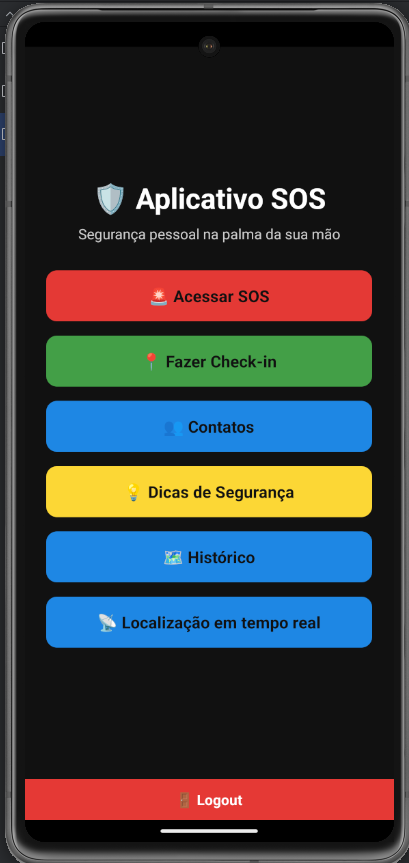 🛡️ Aplicativo SOS
Segurança pessoal na palma da sua mão
🚨 Acessar SOS
📍 Fazer Check-in
👥 Contatos
💡 Dicas de Segurança
🗺️ Histórico
📡 Localização em tempo real
🚪 Logout